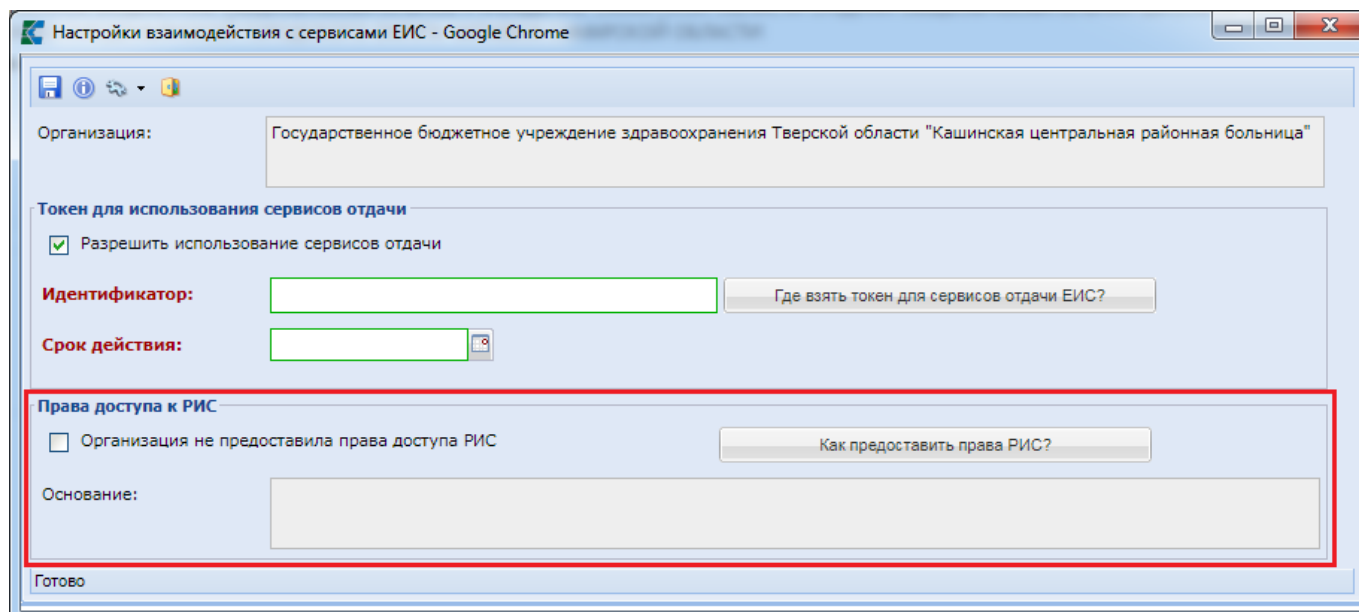 Настройки взаимодействия с сервисами ЕИС - Google Chrome
Организация:
Государственное бюджетное учреждение здравоохранения Тверской области "Кашинская центральная районная больница"
Токен для использования сервисов отдачи
Разрешить использование сервисов отдачи
Идентификатор:
Где взять токен для сервисов отдачи ЕИС?
Срок действия:
Права доступа к РИС
Организация не предоставила права доступа РИС
Как предоставить права РИС?
Основание:
Готово